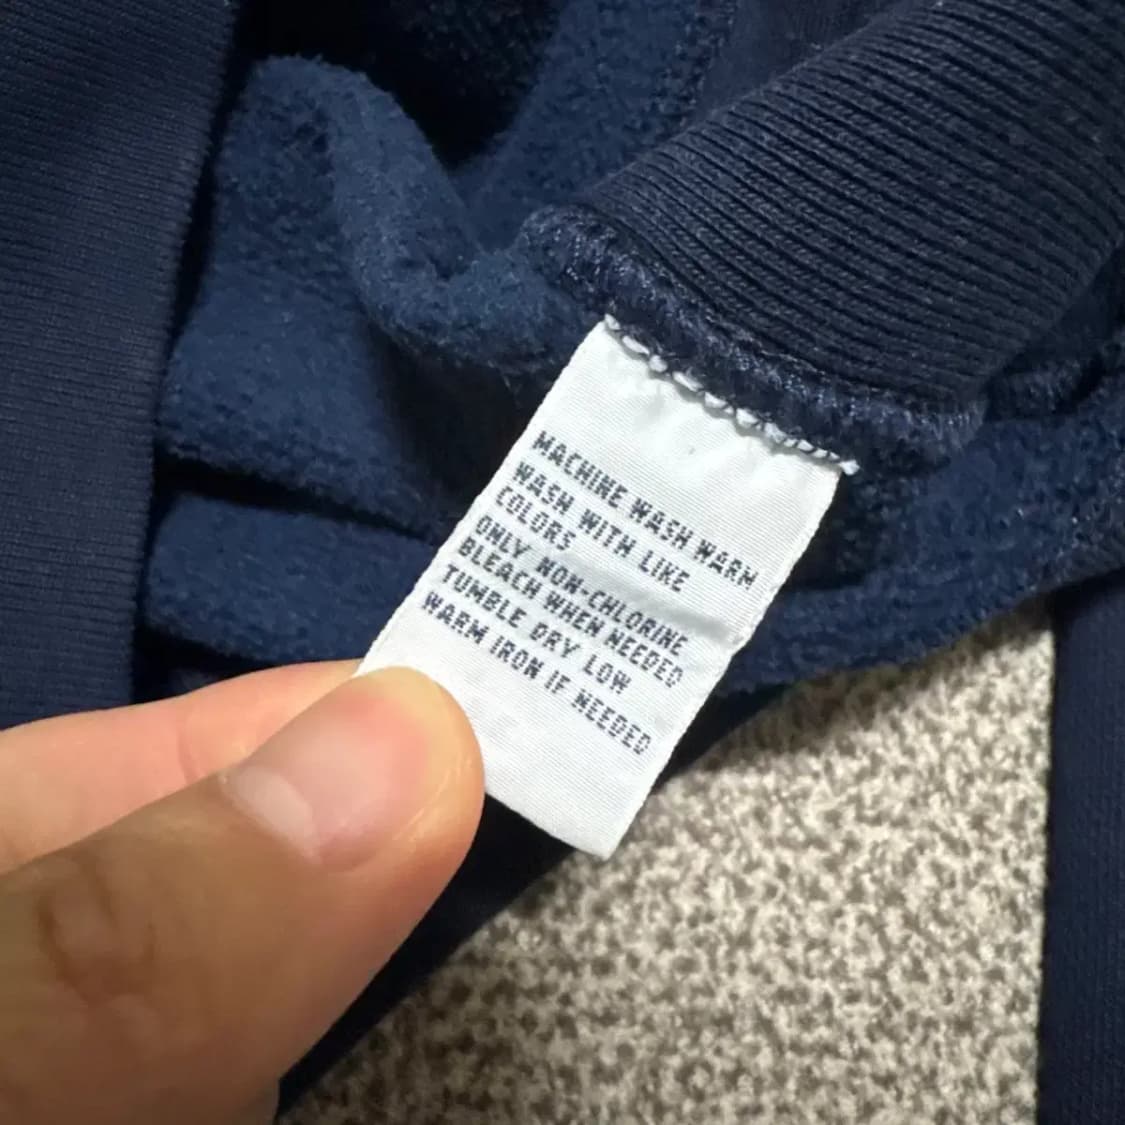 MACHINE WASH WARM
WASH WITH LIKE
COLORS
ONLY NON-CHLORINE
BLEACH WHEN NEEDED
TUMBLE DRY LOW
WARM IRON IF NEEDED